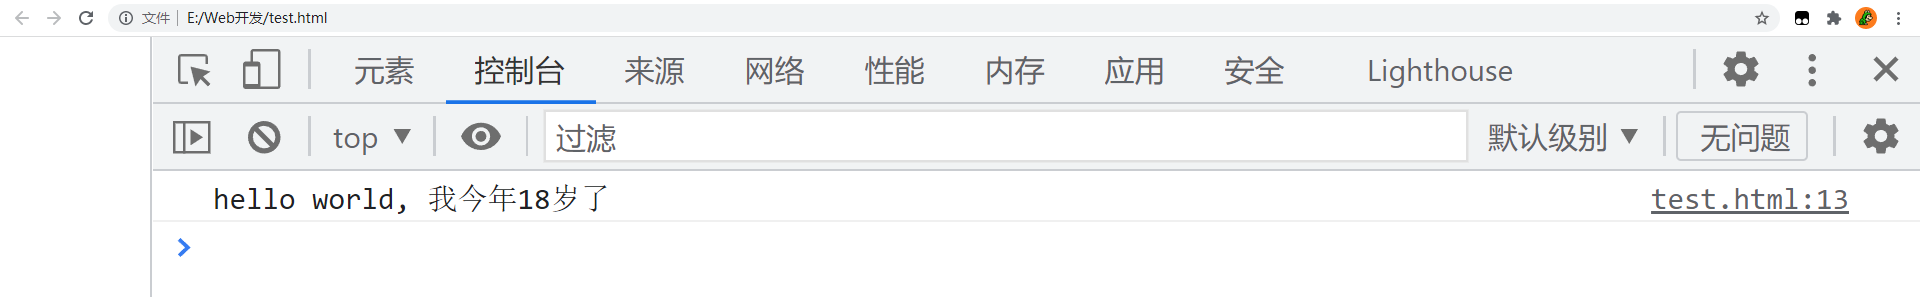 文件 E:/Web开发/test.html
元素 控制台 来源 网络 性能 内存 应用 安全 Lighthouse
top 过滤 默认级别 无问题
hello world, 我今年18岁了 test.html:13